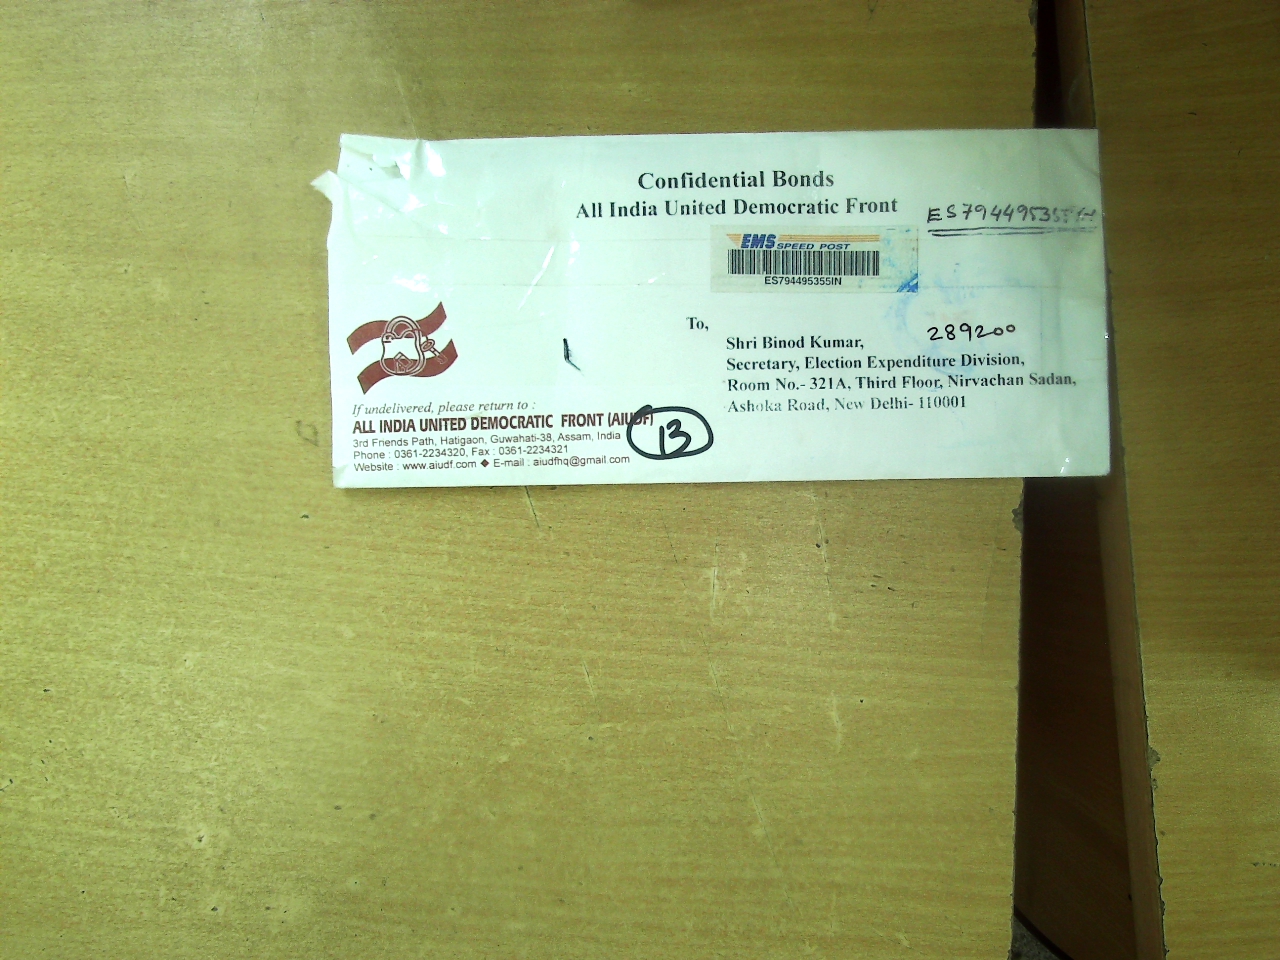 Confidential Bonds
All India United Democratic Front
ES794495355IN
EMS SPEED POST
ES794495355IN
To,
289200
Shri Binod Kumar,
Secretary, Election Expenditure Division,
Room No.- 321A, Third Floor, Nirvachan Sadan,
Ashoka Road, New Delhi- 110001
If undelivered, please return to :
ALL INDIA UNITED DEMOCRATIC FRONT (AIUDF)
3rd Friends Path, Hatigaon, Guwahati-38, Assam, India
Phone : 0361-2234320, Fax : 0361-2234321
Website : www.aiudf.com ◆ E-mail : aiudfhq@gmail.com
13